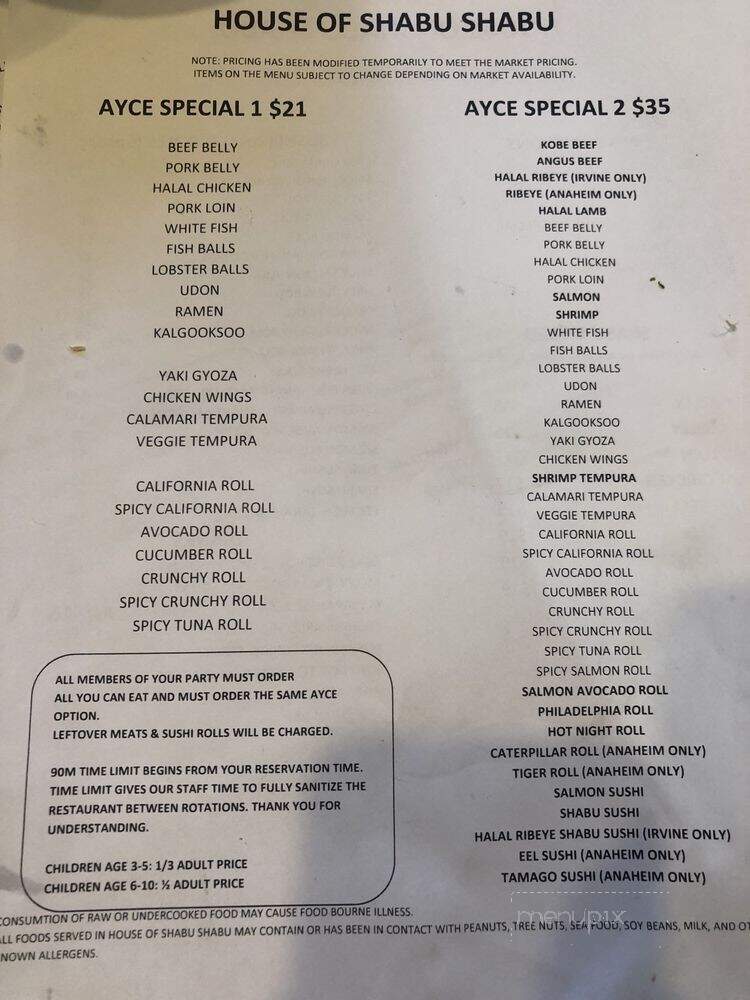 HOUSE OF SHABU SHABU
NOTE: PRICING HAS BEEN MODIFIED TEMPORARILY TO MEET THE MARKET PRICING.
ITEMS ON THE MENU SUBJECT TO CHANGE DEPENDING ON MARKET AVAILABILITY.
AYCE SPECIAL 1 $21
BEEF BELLY
PORK BELLY
HALAL CHICKEN
PORK LOIN
WHITE FISH
FISH BALLS
LOBSTER BALLS
UDON
RAMEN
KALGOOKSOO
YAKI GYOZA
CHICKEN WINGS
CALAMARI TEMPURA
VEGGIE TEMPURA
CALIFORNIA ROLL
SPICY CALIFORNIA ROLL
AVOCADO ROLL
CUCUMBER ROLL
CRUNCHY ROLL
SPICY CRUNCHY ROLL
SPICY TUNA ROLL
ALL MEMBERS OF YOUR PARTY MUST ORDER
ALL YOU CAN EAT AND MUST ORDER THE SAME AYCE
OPTION.
LEFTOVER MEATS & SUSHI ROLLS WILL BE CHARGED.
90M TIME LIMIT BEGINS FROM YOUR RESERVATION TIME.
TIME LIMIT GIVES OUR STAFF TIME TO FULLY SANITIZE THE
RESTAURANT BETWEEN ROTATIONS. THANK YOU FOR
UNDERSTANDING.
CHILDREN AGE 3-5: 1/3 ADULT PRICE
CHILDREN AGE 6-10: ½ ADULT PRICE
AYCE SPECIAL 2 $35
KOBE BEEF
ANGUS BEEF
HALAL RIBEYE (IRVINE ONLY)
RIBEYE (ANAHEIM ONLY)
HALAL LAMB
BEEF BELLY
PORK BELLY
HALAL CHICKEN
PORK LOIN
SALMON
SHRIMP
WHITE FISH
FISH BALLS
LOBSTER BALLS
UDON
RAMEN
KALGOOKSOO
YAKI GYOZA
CHICKEN WINGS
SHRIMP TEMPURA
CALAMARI TEMPURA
VEGGIE TEMPURA
CALIFORNIA ROLL
SPICY CALIFORNIA ROLL
AVOCADO ROLL
CUCUMBER ROLL
CRUNCHY ROLL
SPICY CRUNCHY ROLL
SPICY TUNA ROLL
SPICY SALMON ROLL
SALMON AVOCADO ROLL
PHILADELPHIA ROLL
HOT NIGHT ROLL
CATERPILLAR ROLL (ANAHEIM ONLY)
TIGER ROLL (ANAHEIM ONLY)
SALMON SUSHI
SHABU SUSHI
HALAL RIBEYE SHABU SUSHI (IRVINE ONLY)
EEL SUSHI (ANAHEIM ONLY)
TAMAGO SUSHI (ANAHEIM ONLY)
menupix
CONSUMTION OF RAW OR UNDERCOOKED FOOD MAY CAUSE FOOD BOURNE ILLNESS.
ALL FOODS SERVED IN HOUSE OF SHABU SHABU MAY CONTAIN OR HAS BEEN IN CONTACT WITH PEANUTS, TREE NUTS, SEA FOOD, SOY BEANS, MILK, AND OT
NOWN ALLERGENS.